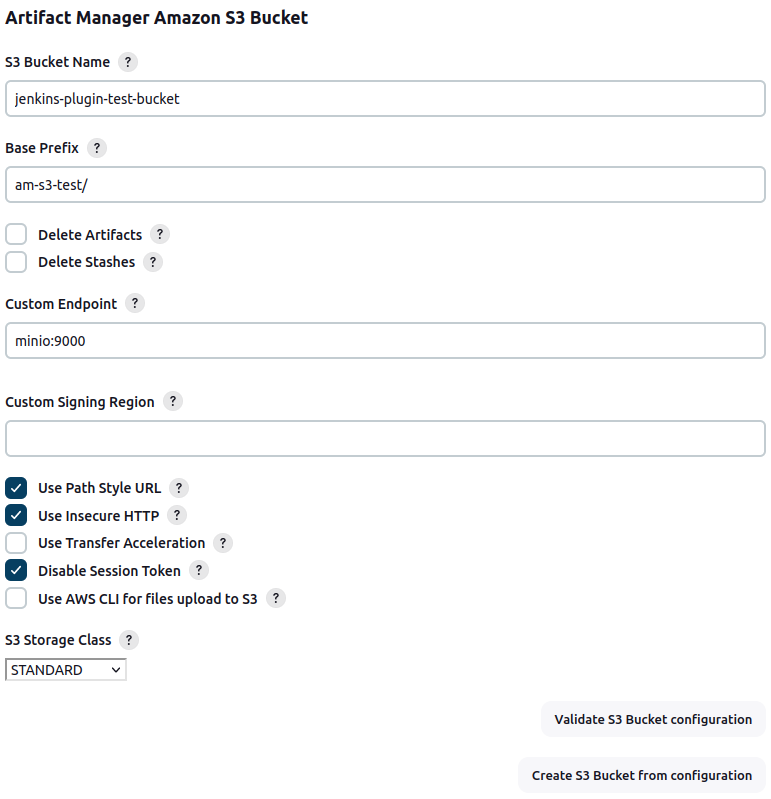 Artifact Manager Amazon S3 Bucket
S3 Bucket Name ?
jenkins-plugin-test-bucket
Base Prefix ?
am-s3-test/
Delete Artifacts ?
Delete Stashes ?
Custom Endpoint ?
minio:9000
Custom Signing Region ?
Use Path Style URL ?
Use Insecure HTTP ?
Use Transfer Acceleration ?
Disable Session Token ?
Use AWS CLI for files upload to S3 ?
S3 Storage Class ?
STANDARD
Validate S3 Bucket configuration
Create S3 Bucket from configuration